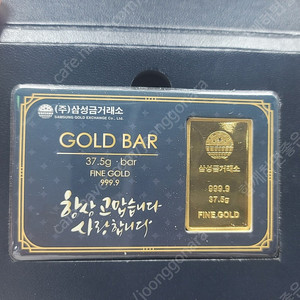 (주)삼성금거래소
SAMSUNG GOLD EXCHANGE Co., Ltd.
GOLD BAR
37.5g · bar
FINE GOLD
999.9
항상 고맙습니다
사랑합니다
삼성금거래소
999.9
37.5g
FINE GOLD